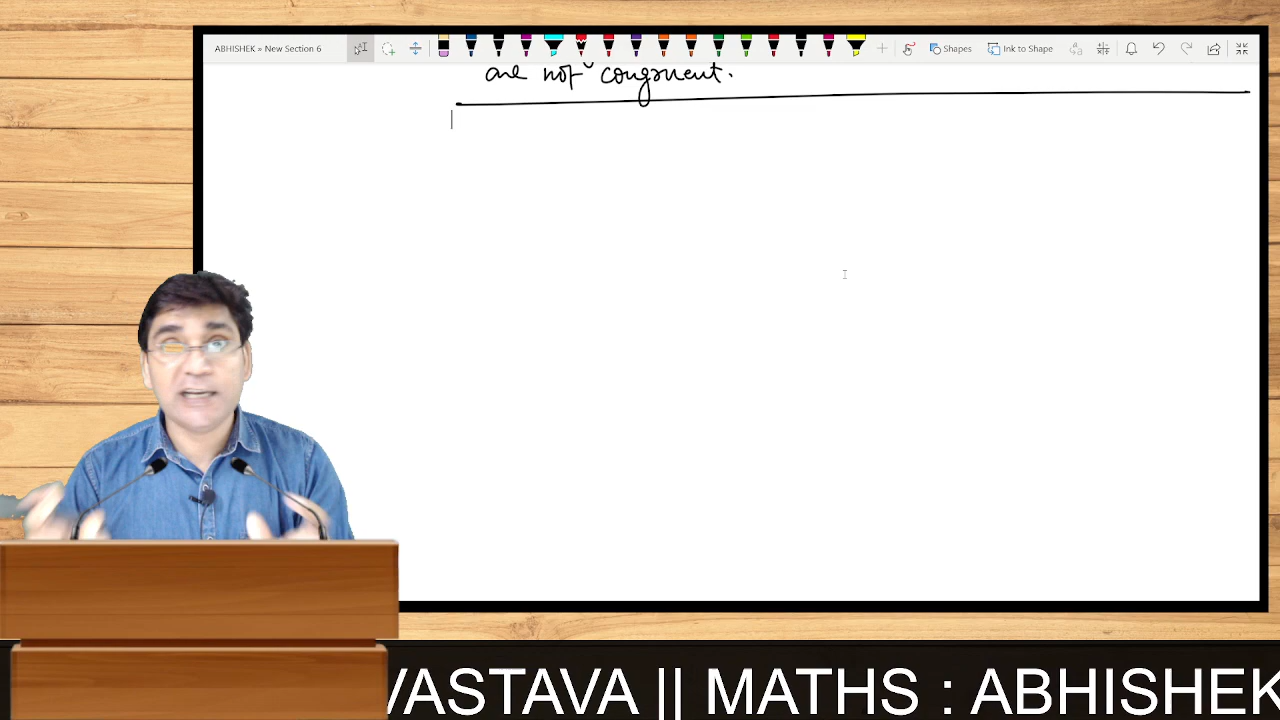 ABHISHEK » New Section 6
Shapes
Ink to Shape
are not congruent.
VASTAVA || MATHS : ABHISHEK